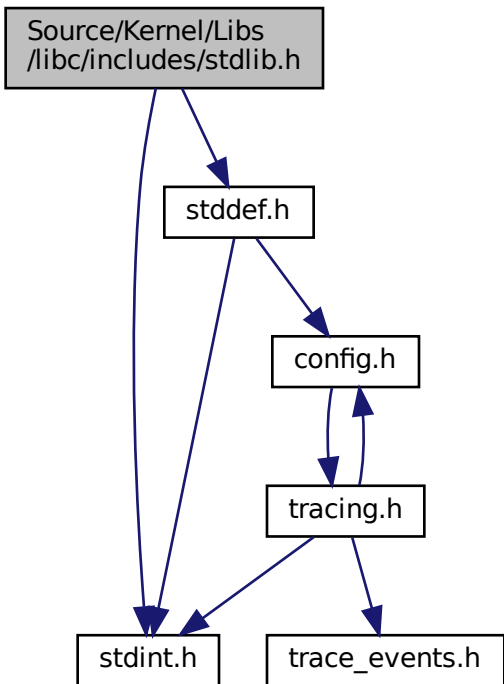 Source/Kernel/Libs
/libc/includes/stdlib.h
stddef.h
config.h
tracing.h
stdint.h
trace_events.h